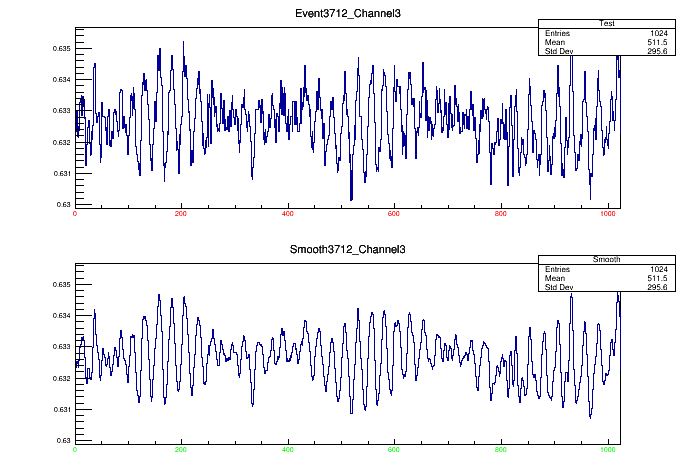 Event3712_Channel3
Test
Entries 1024
Mean 511.5
Std Dev 295.6
0.635
0.634
0.633
0.632
0.631
0.63
0 200 400 600 800 1000
Smooth3712_Channel3
Smooth
Entries 1024
Mean 511.5
Std Dev 295.6
0.635
0.634
0.633
0.632
0.631
0.63
0 200 400 600 800 1000